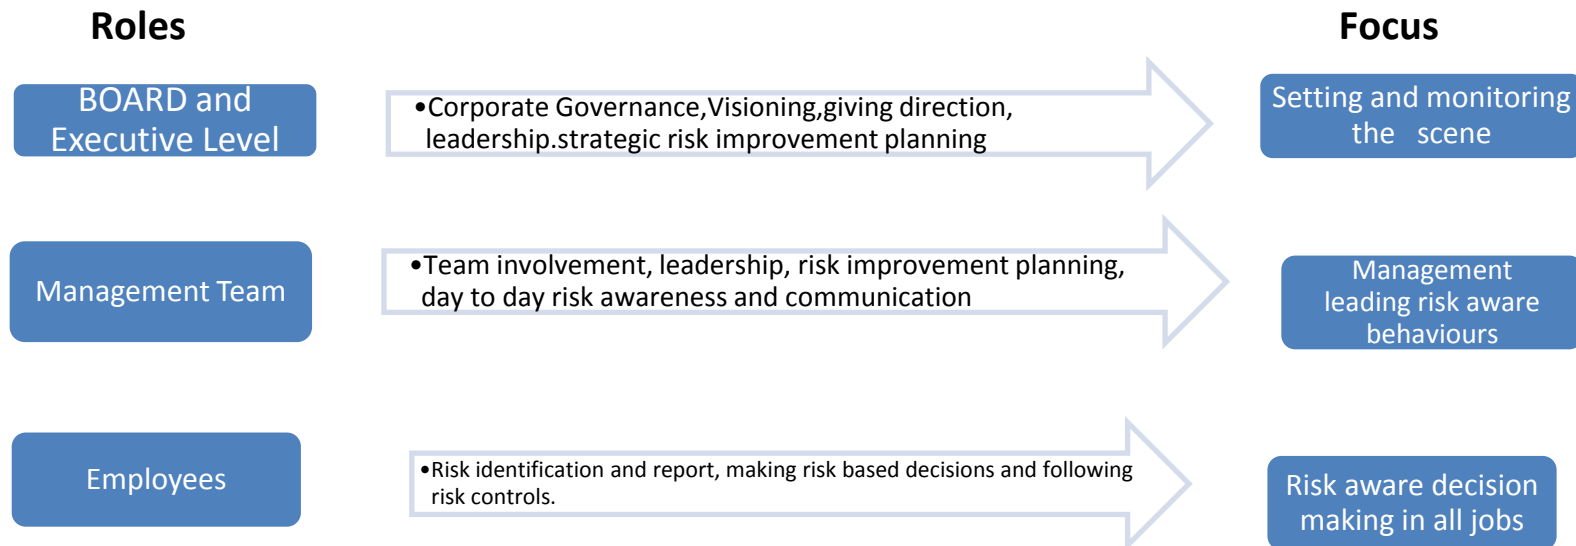 Roles
Focus
BOARD and
Executive Level
•Corporate Governance,Visioning,giving direction,
leadership.strategic risk improvement planning
Setting and monitoring
the scene
Management Team
•Team involvement, leadership, risk improvement planning,
day to day risk awareness and communication
Management
leading risk aware
behaviours
Employees
•Risk identification and report, making risk based decisions and following
risk controls.
Risk aware decision
making in all jobs